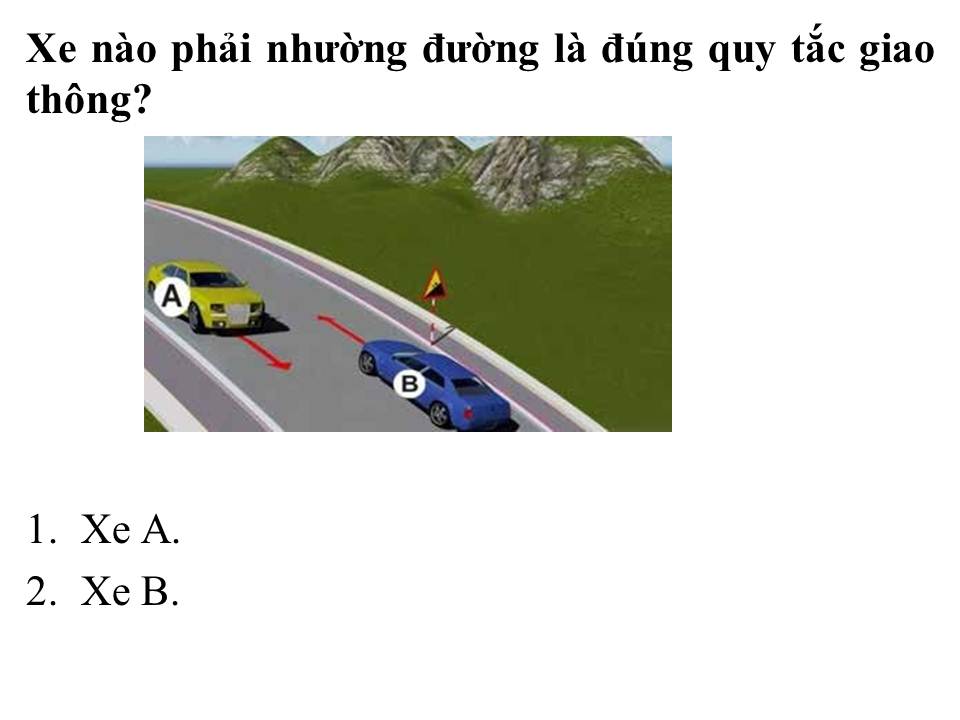 Xe nào phải nhường đường là đúng quy tắc giao
thông?
A
B
1. Xe A.
2. Xe B.